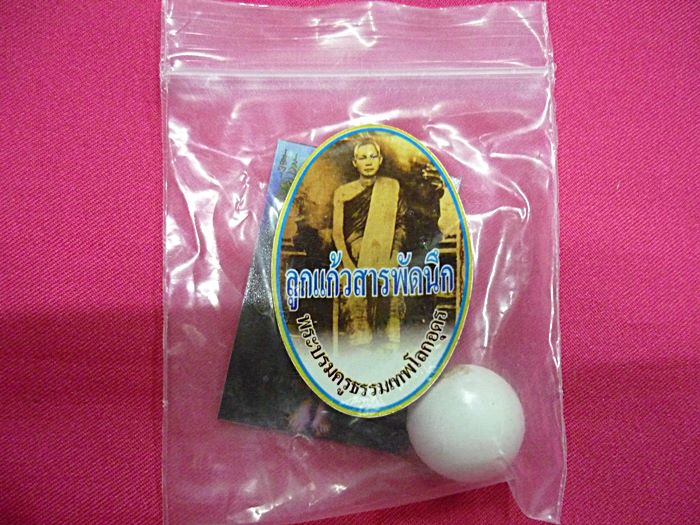 ลูกแก้วสารพัดนึก
พระบรมครูธรรมเทพโลกอุดร